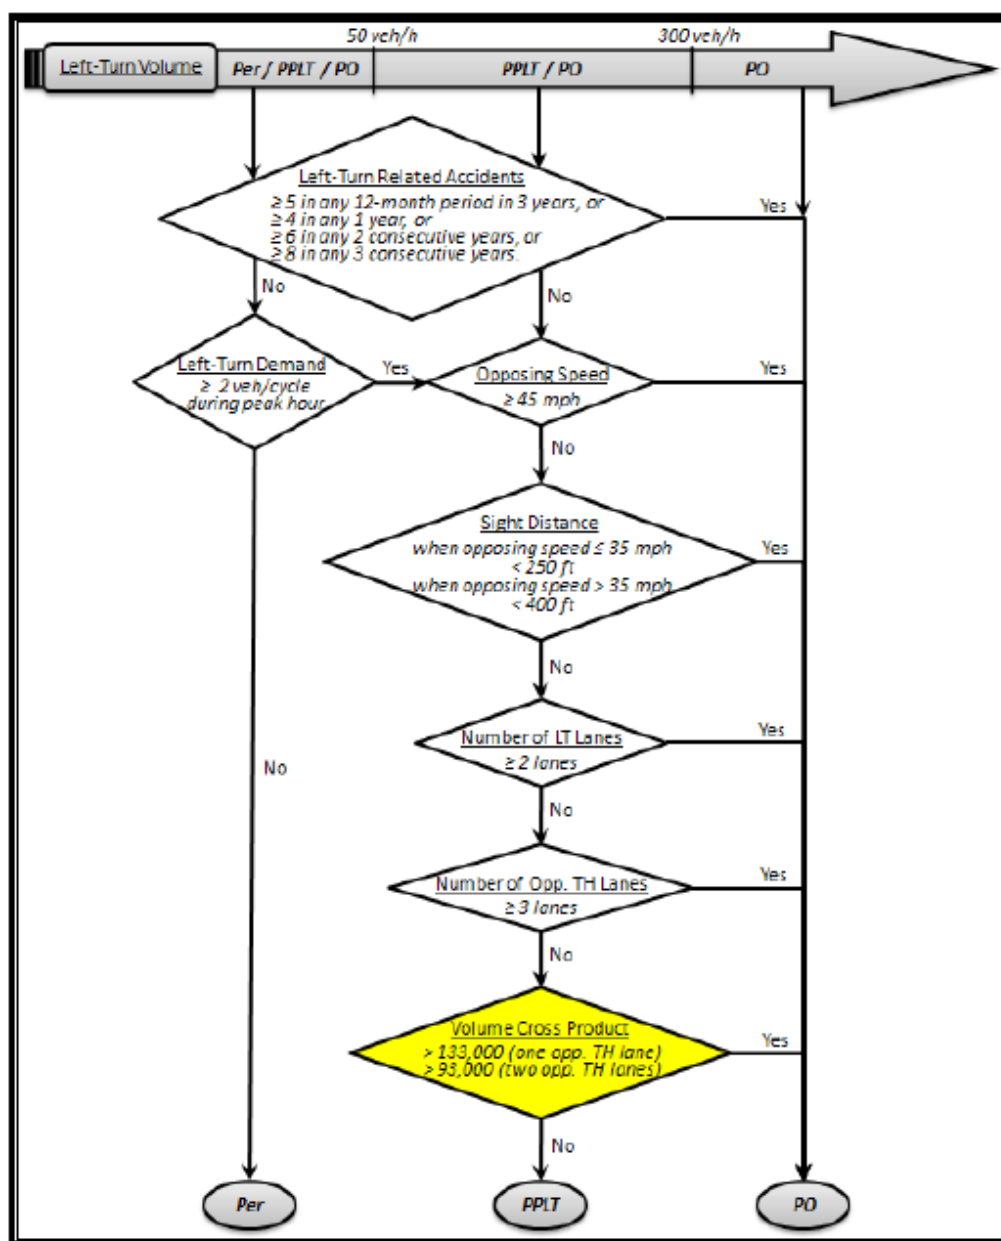 50 veh/h
300 veh/h
Left-Turn Volume
Per / PPLT / PO
PPLT / PO
PO
Left-Turn Related Accidents
≥ 5 in any 12-month period in 3 years, or
≥ 4 in any 1 year, or
≥ 6 in any 2 consecutive years, or
≥ 8 in any 3 consecutive years.
Yes
No
No
Left-Turn Demand
≥ 2 veh/cycle
during peak hour
Yes
Opposing Speed
≥ 45 mph
Yes
No
Sight Distance
when opposing speed ≤ 35 mph
< 250 ft
when opposing speed > 35 mph
< 400 ft
Yes
No
Number of LT Lanes
≥ 2 lanes
Yes
No
No
Number of Opp. TH Lanes
≥ 3 lanes
Yes
No
Volume Cross Product
> 133,000 (one opp. TH lane)
> 93,000 (two opp. TH lanes)
Yes
No
Per
PPLT
PO